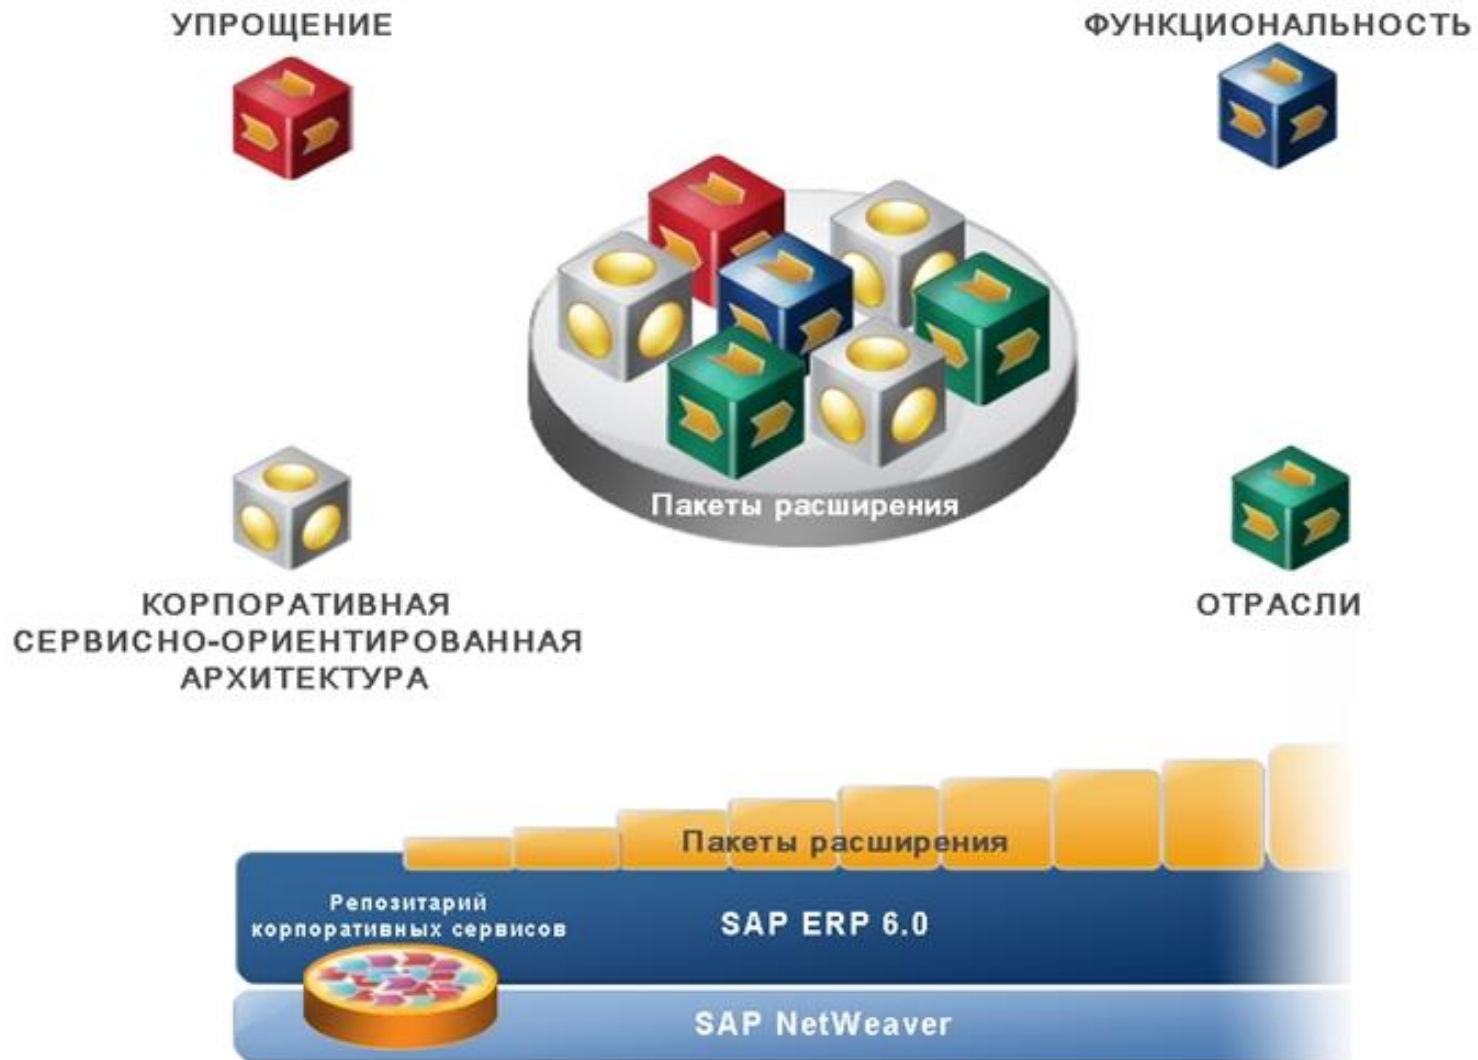 УПРОЩЕНИЕ
ФУНКЦИОНАЛЬНОСТЬ
Пакеты расширения
КОРПОРАТИВНАЯ
СЕРВИСНО-ОРИЕНТИРОВАННАЯ
АРХИТЕКТУРА
ОТРАСЛИ
Пакеты расширения
Репозитарий
корпоративных сервисов
SAP ERP 6.0
SAP NetWeaver